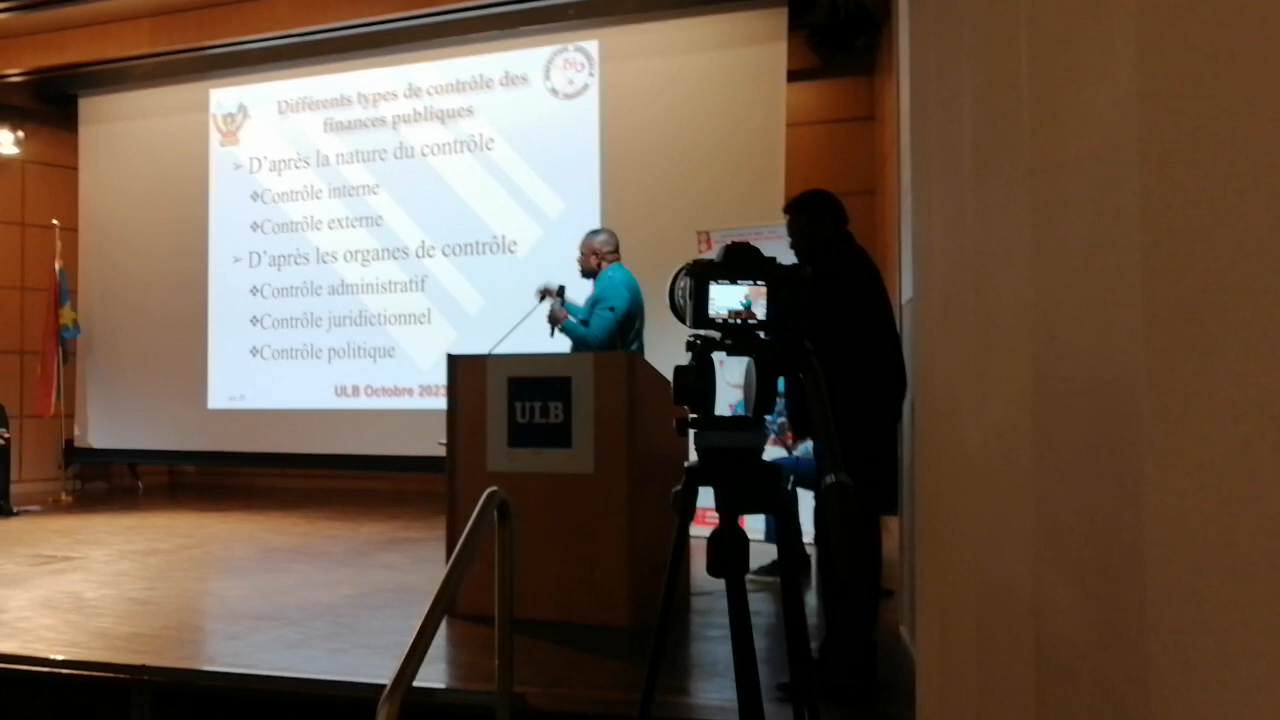 Différents types de contrôle des
finances publiques
➢ D'après la nature du contrôle
❖Contrôle interne
❖Contrôle externe
➢ D'après les organes de contrôle
❖Contrôle administratif
❖Contrôle juridictionnel
❖Contrôle politique
ULB Octobre 2023
ULB